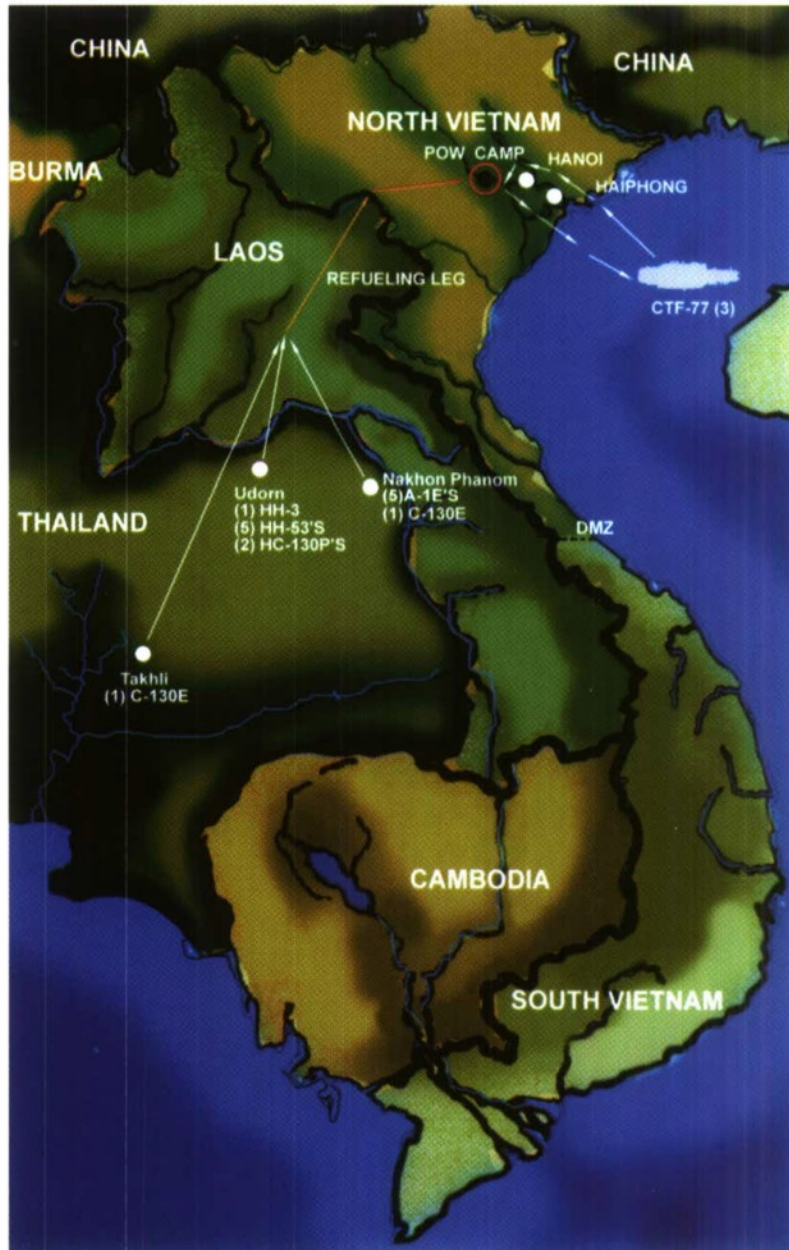 CHINA
CHINA
NORTH VIETNAM
POW CAMP
HANOI
BURMA
HAIPHONG
LAOS
REFUELING LEG
CTF-77 (3)
Udorn
(1) HH-3
(5) HH-53'S
(2) HC-130P'S
Nakhon Phanom
(5)A-1E'S
(1) C-130E
THAILAND
DMZ
Takhli
(1) C-130E
CAMBODIA
SOUTH VIETNAM